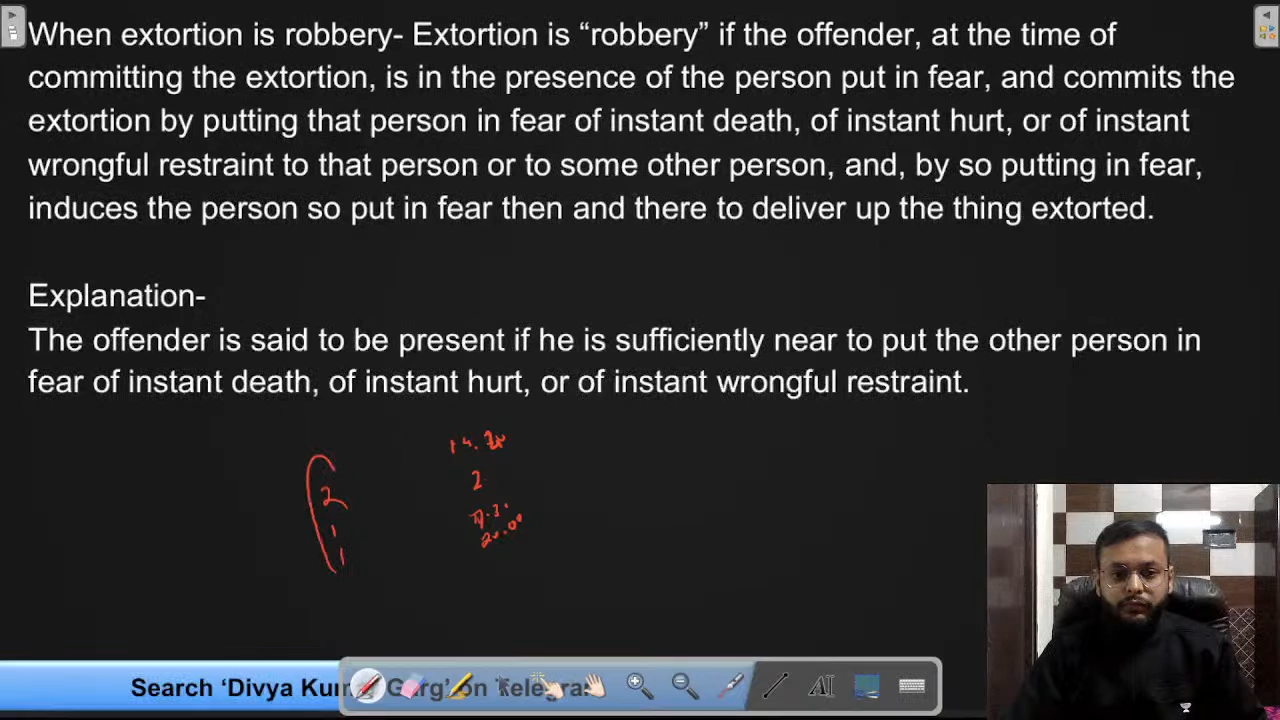 When extortion is robbery- Extortion is “robbery” if the offender, at the time of
committing the extortion, is in the presence of the person put in fear, and commits the
extortion by putting that person in fear of instant death, of instant hurt, or of instant
wrongful restraint to that person or to some other person, and, by so putting in fear,
induces the person so put in fear then and there to deliver up the thing extorted.
Explanation-
The offender is said to be present if he is sufficiently near to put the other person in
fear of instant death, of instant hurt, or of instant wrongful restraint.
2
2
1
1
Search ‘Divya Kum Garg’ on Telegra
AI